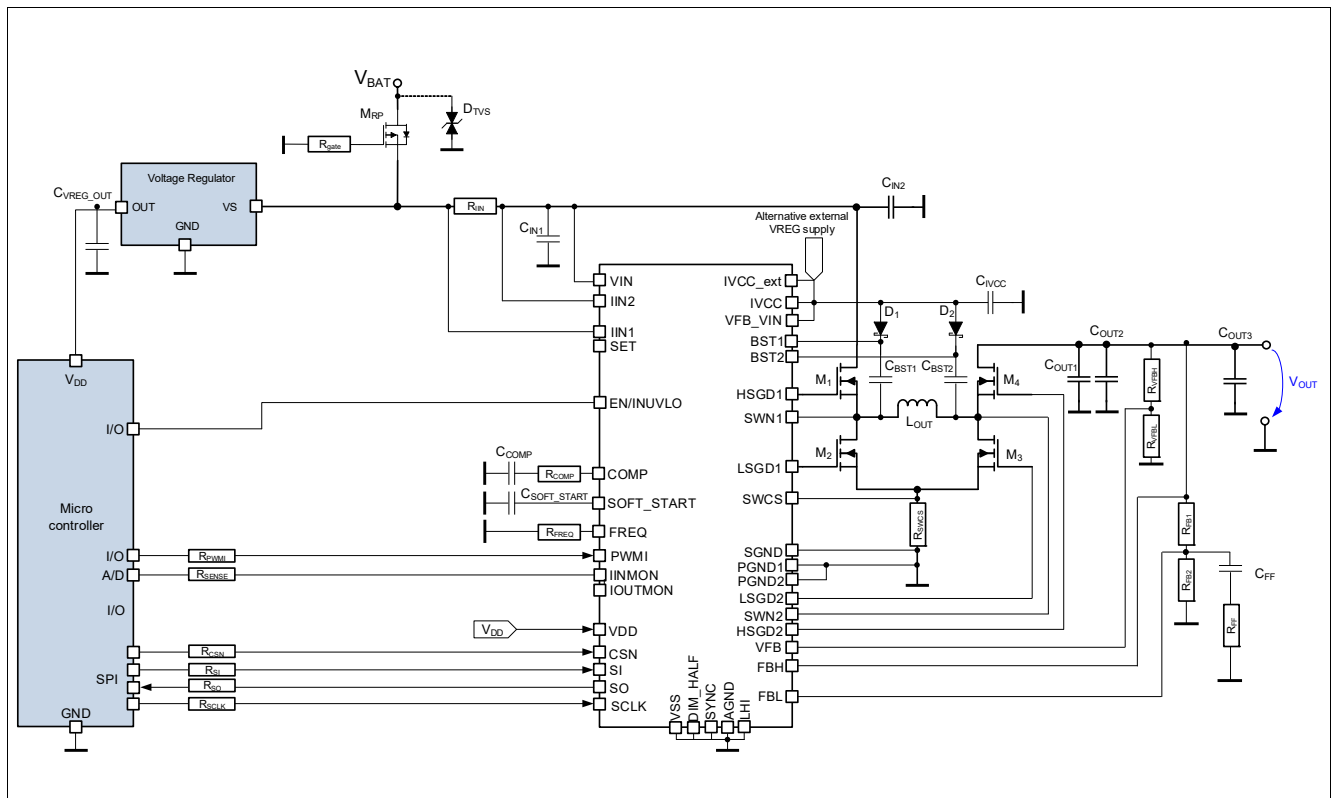 VBAT
MRP
DTVS
Rgate
Voltage Regulator
CVREG_OUT
OUT
VS
GND
RIIN
CIN1
CIN2
Alternative external
VREG supply
VIN
IIN2
IIN1
SET
EN/INUVLO
COMP
SOFT_START
FREQ
PWMI
IINMON
IOUTMON
VDD
CSN
SI
SO
SCLK
VSS
DIM_HALF
SYNC
AGND
LHI
IVCC_ext
IVCC
VFB_VIN
BST1
BST2
HSGD1
SWN1
LSGD1
SWCS
SGND
PGND1
PGND2
LSGD2
SWN2
HSGD2
VFB
FBH
FBL
CIVCC
D1
D2
CBST1
CBST2
M1
M4
LOUT
M2
M3
RSWCS
COUT1
COUT2
COUT3
RVFBH
RVFBL
VOUT
RFB1
RFB2
CFF
RFF
VDD
I/O
Micro
controller
I/O
A/D
I/O
SPI
GND
CCOMP
RCOMP
CSOFT_START
RFREQ
RPWMI
RSENSE
VDD
RCSN
RSI
RSO
RSCLK